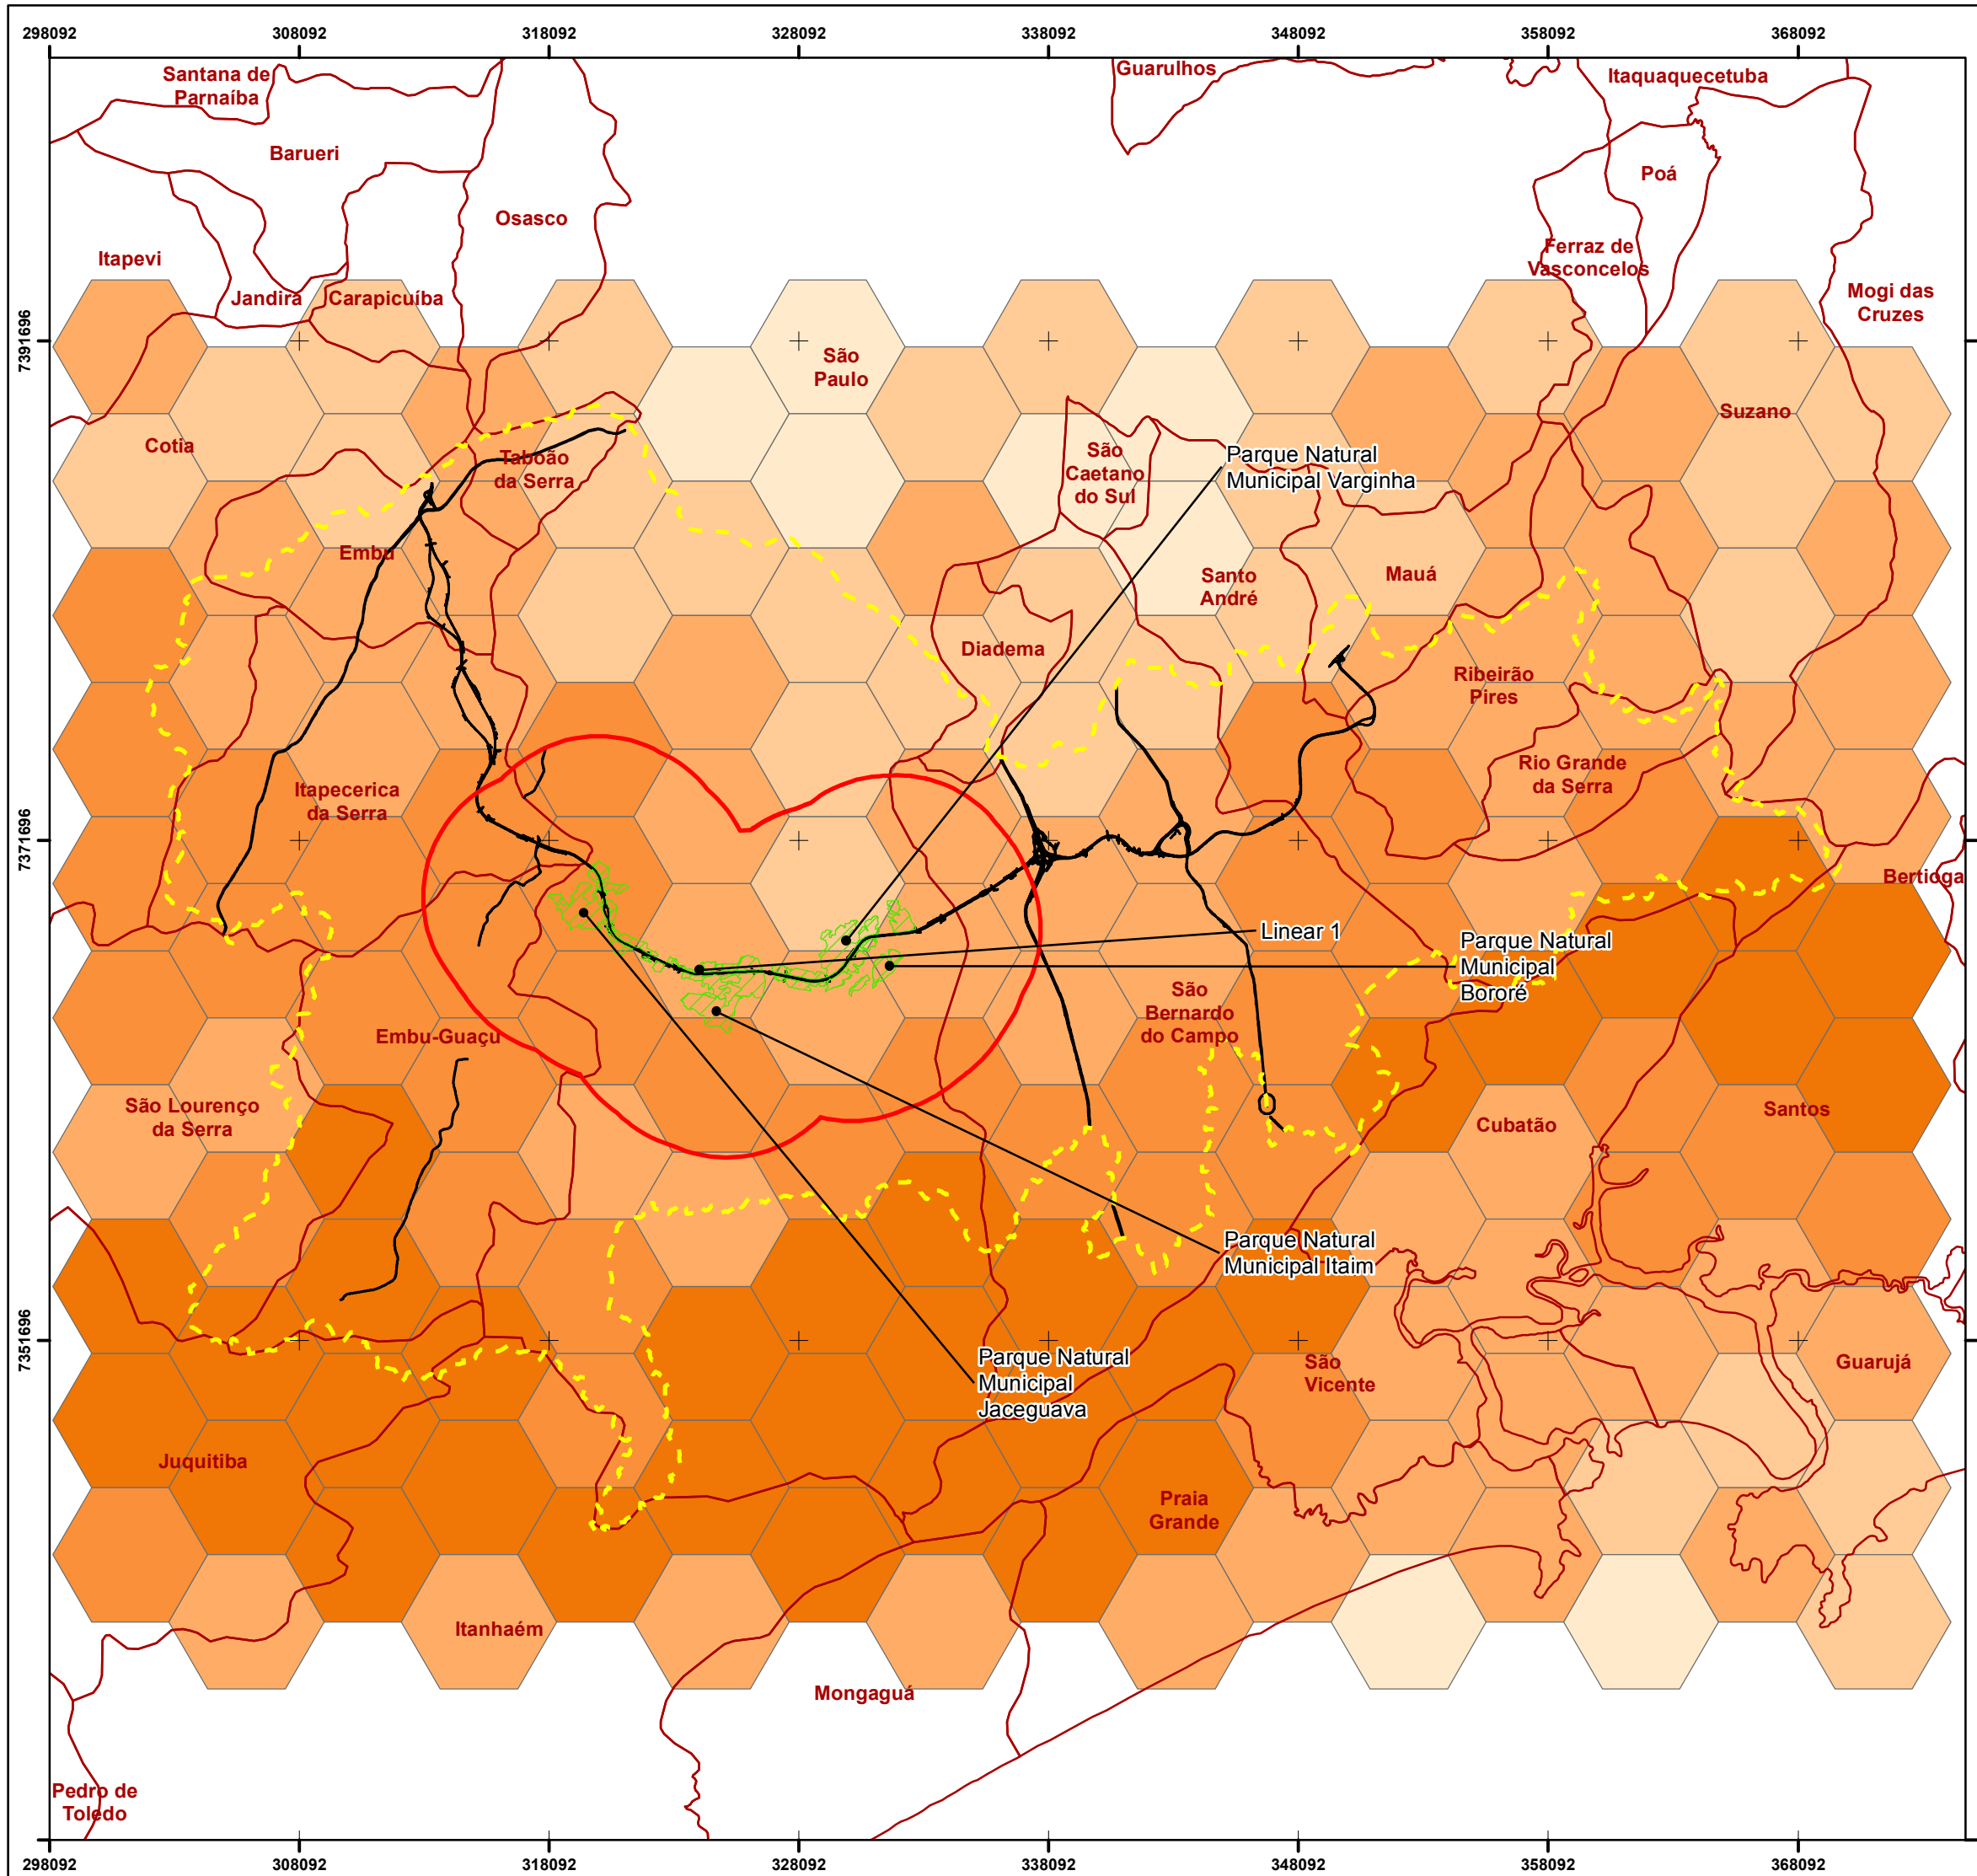 298092
308092
318092
328092
338092
348092
358092
368092
Santana de
Parnaíba
Guarulhos
Itaquaquecetuba
Barueri
Poá
Osasco
Itapevi
Ferraz de
Vasconcelos
Jandira
Carapicuíba
Mogi das
Cruzes
7391696
São
Paulo
Suzano
Cotia
Taboão
da Serra
São
Caetano
do Sul
Parque Natural
Municipal Varginha
Embu
Santo
André
Mauá
Diadema
Ribeirão
Pires
Itapecerica
da Serra
Rio Grande
da Serra
7371696
Bertioga
Linear 1
Parque Natural
Municipal
Bororé
São
Bernardo
do Campo
Embu-Guaçu
São Lourenço
da Serra
Cubatão
Santos
Parque Natural
Municipal Itaim
7351696
Parque Natural
Municipal
Jaceguava
São
Vicente
Guarujá
Juquitiba
Praia
Grande
Itanhaém
Mongaguá
Pedro de
Toledo
298092
308092
318092
328092
338092
348092
358092
368092